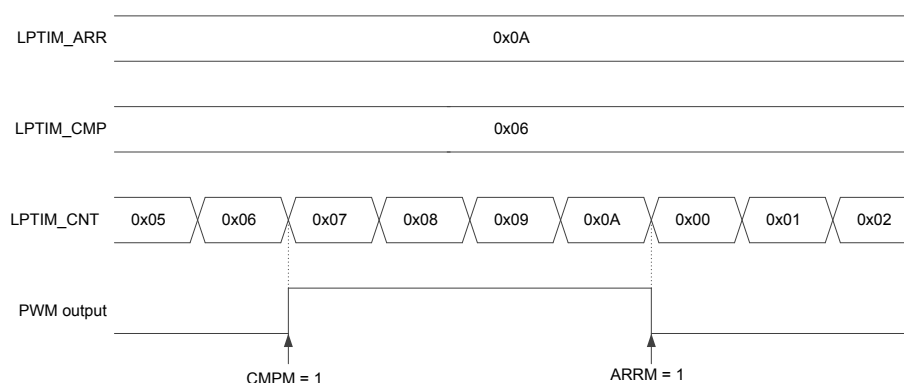 LPTIM_ARR 0x0A
LPTIM_CMP 0x06
LPTIM_CNT 0x05 0x06 0x07 0x08 0x09 0x0A 0x00 0x01 0x02
PWM output
CMPM = 1 ARRM = 1